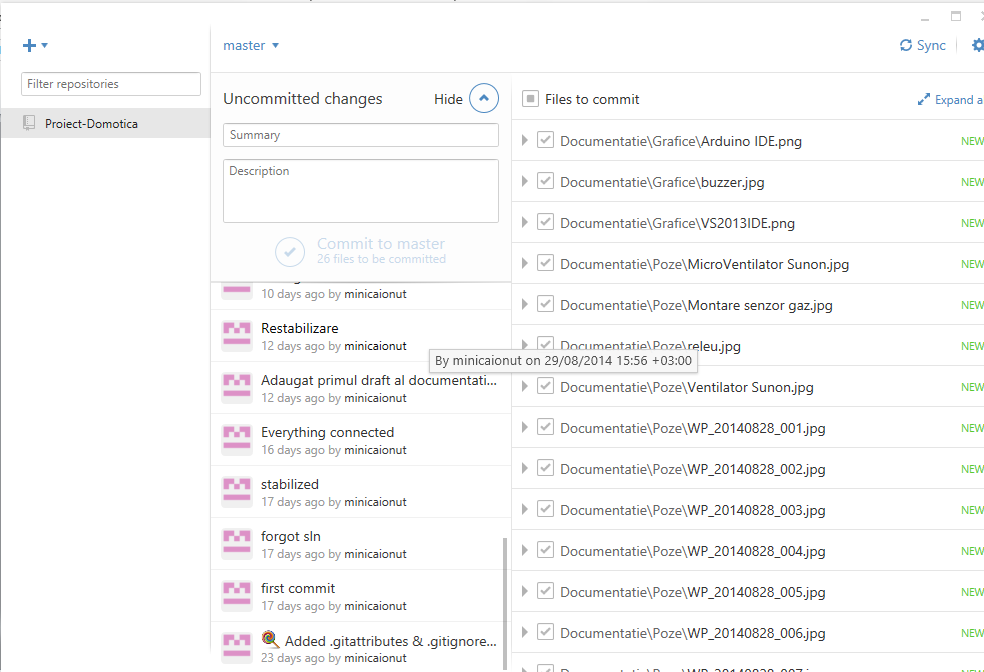 master
Sync
Filter repositories
Proiect-Domotica
Uncommitted changes
Hide
Summary
Description
Commit to master
26 files to be committed
10 days ago by minicaionut
Restabilizare
12 days ago by minicaionut
By minicaionut on 29/08/2014 15:56 +03:00
Adaugat primul draft al documentati...
12 days ago by minicaionut
Everything connected
16 days ago by minicaionut
stabilized
17 days ago by minicaionut
forgot sln
17 days ago by minicaionut
first commit
17 days ago by minicaionut
Added .gitattributes & .gitignore...
23 days ago by minicaionut
Files to commit
Expand a
Documentatie\Grafice\Arduino IDE.png NEW
Documentatie\Grafice\buzzer.jpg NEW
Documentatie\Grafice\VS2013IDE.png NEW
Documentatie\Poze\MicroVentilator Sunon.jpg NEW
Documentatie\Poze\Montare senzor gaz.jpg NEW
Documentatie\Poze\releu.jpg NEW
Documentatie\Poze\Ventilator Sunon.jpg NEW
Documentatie\Poze\WP_20140828_001.jpg NEW
Documentatie\Poze\WP_20140828_002.jpg NEW
Documentatie\Poze\WP_20140828_003.jpg NEW
Documentatie\Poze\WP_20140828_004.jpg NEW
Documentatie\Poze\WP_20140828_005.jpg NEW
Documentatie\Poze\WP_20140828_006.jpg NEW